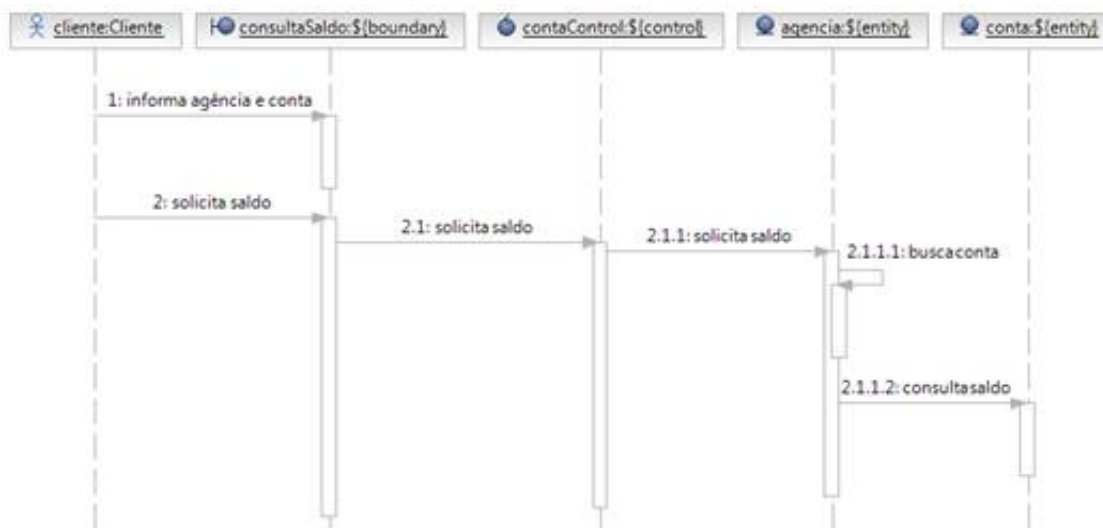 cliente:Cliente
consultaSaldo:${boundary}
contaControl:${control}
agencia:${entity}
conta:${entity}
1: informa agência e conta
2: solicita saldo
2.1: solicita saldo
2.1.1: solicita saldo
2.1.1.1: busca conta
2.1.1.2: consulta saldo